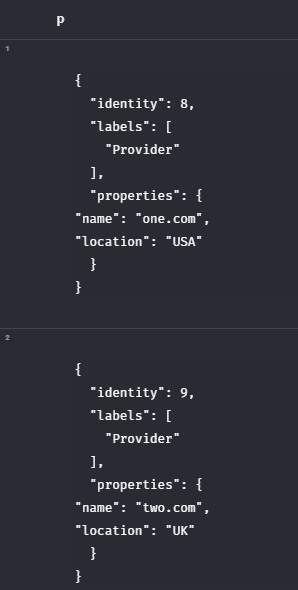 p
1
{
"identity": 8,
"labels": [
"Provider"
],
"properties": {
"name": "one.com",
"location": "USA"
}
}
2
{
"identity": 9,
"labels": [
"Provider"
],
"properties": {
"name": "two.com",
"location": "UK"
}
}